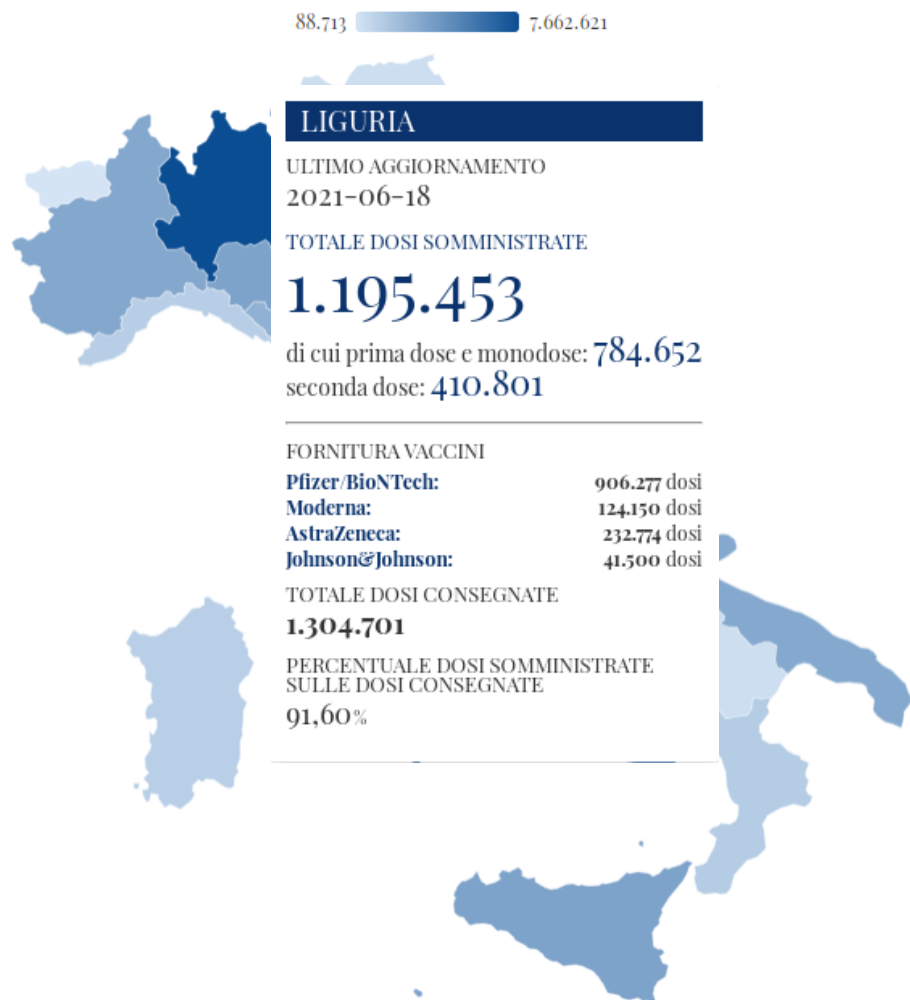 88.713 7.662.621
LIGURIA
ULTIMO AGGIORNAMENTO
2021-06-18
TOTALE DOSI SOMMINISTRATE
1.195.453
di cui prima dose e monodose: 784.652
seconda dose: 410.801
FORNITURA VACCINI
Pfizer/BioNTech: 906.277 dosi
Moderna: 124.150 dosi
AstraZeneca: 232.774 dosi
Johnson&Johnson: 41.500 dosi
TOTALE DOSI CONSEGNATE
1.304.701
PERCENTUALE DOSI SOMMINISTRATE
SULLE DOSI CONSEGNATE
91,60%